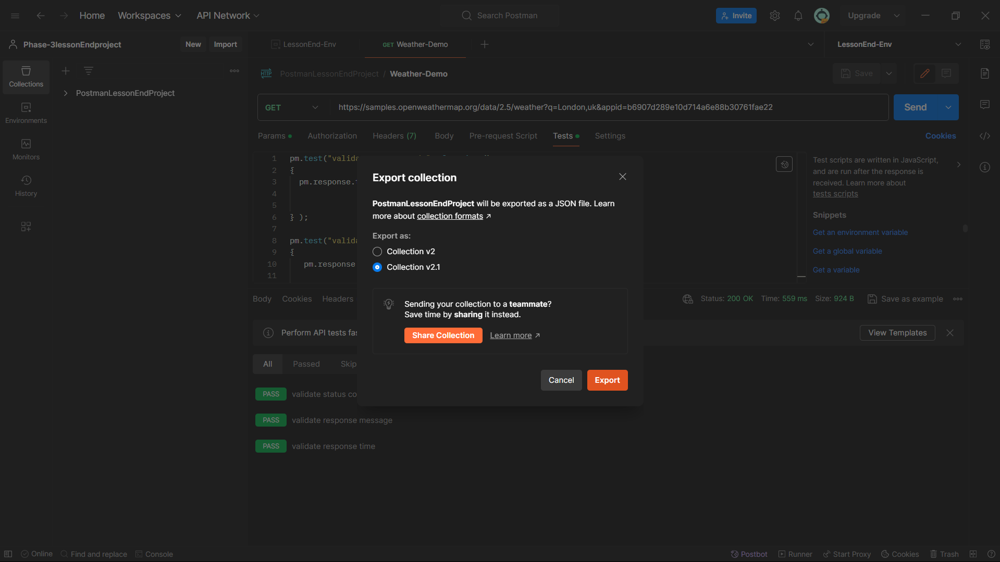 Home Workspaces API Network Search Postman Invite Upgrade
Phase-3lessonEndproject New Import LessonEnd-Env GET Weather-Demo LessonEnd-Env
Collections
Environments
Monitors
History
PostmanLessonEndProject
HTTP PostmanLessonEndProject / Weather-Demo Save
GET https://samples.openweathermap.org/data/2.5/weather?q=London,uk&appid=b6907d289e10d714a6e88b30761fae22 Send
Params Authorization Headers (7) Body Pre-request Script Tests Settings Cookies </>
1 pm.test("valida
2 {
3 pm.response.
4
5
6 } );
7
8 pm.test("valida
9 {
10 pm.response
11
Test scripts are written in JavaScript,
and are run after the response is
received. Learn more about
tests scripts
Snippets
Get an environment variable
Get a global variable
Get a variable
Export collection
PostmanLessonEndProject will be exported as a JSON file. Learn
more about collection formats ↗
Export as:
Collection v2
Collection v2.1
Sending your collection to a teammate?
Save time by sharing it instead.
Share Collection Learn more ↗
Cancel Export
Body Cookies Headers Status: 200 OK Time: 559 ms Size: 924 B Save as example
Perform API tests fas View Templates
All Passed Skip
PASS validate status co
PASS validate response message
PASS validate response time
Online Find and replace Console Postbot Runner Start Proxy Cookies Trash